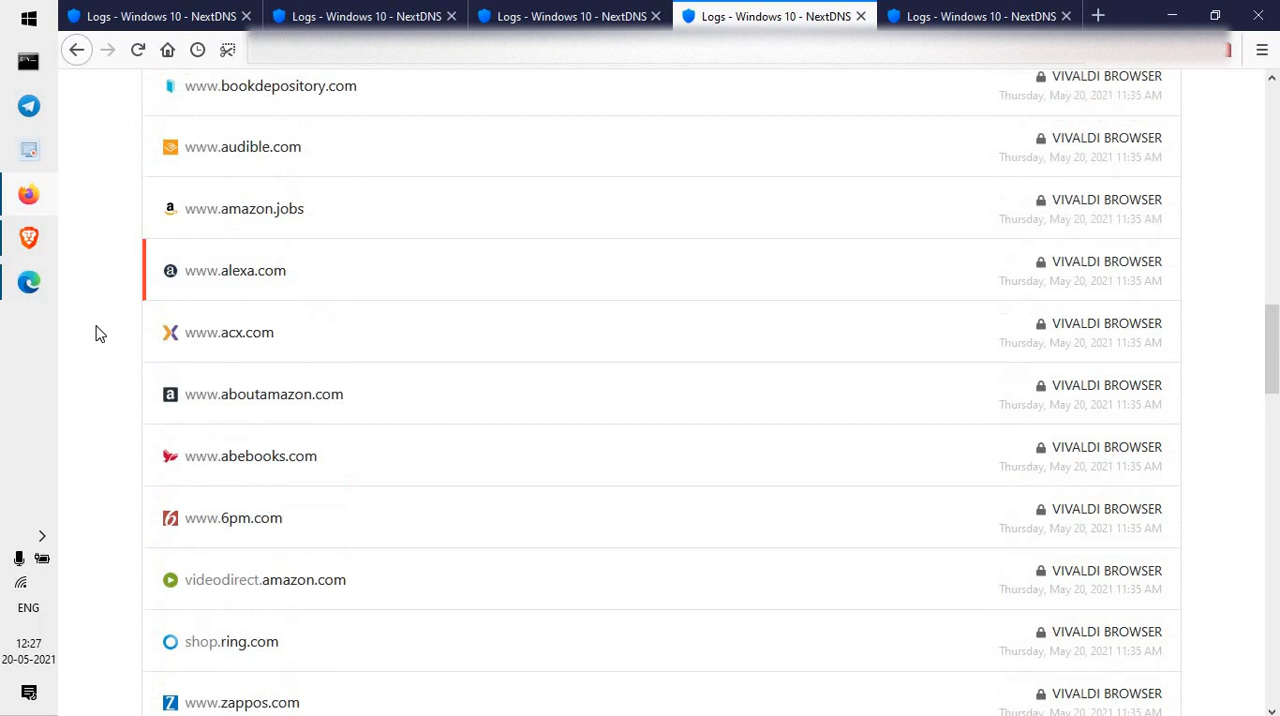 Logs - Windows 10 - NextDNS
Logs - Windows 10 - NextDNS
Logs - Windows 10 - NextDNS
Logs - Windows 10 - NextDNS
Logs - Windows 10 - NextDNS
www.bookdepository.com
VIVALDI BROWSER
Thursday, May 20, 2021 11:35 AM
www.audible.com
VIVALDI BROWSER
Thursday, May 20, 2021 11:35 AM
www.amazon.jobs
VIVALDI BROWSER
Thursday, May 20, 2021 11:35 AM
www.alexa.com
VIVALDI BROWSER
Thursday, May 20, 2021 11:35 AM
www.acx.com
VIVALDI BROWSER
Thursday, May 20, 2021 11:35 AM
www.aboutamazon.com
VIVALDI BROWSER
Thursday, May 20, 2021 11:35 AM
www.abebooks.com
VIVALDI BROWSER
Thursday, May 20, 2021 11:35 AM
www.6pm.com
VIVALDI BROWSER
Thursday, May 20, 2021 11:35 AM
videodirect.amazon.com
VIVALDI BROWSER
Thursday, May 20, 2021 11:35 AM
shop.ring.com
VIVALDI BROWSER
Thursday, May 20, 2021 11:35 AM
www.zappos.com
VIVALDI BROWSER
Thursday, May 20, 2021 11:35 AM
ENG
12:27
20-05-2021